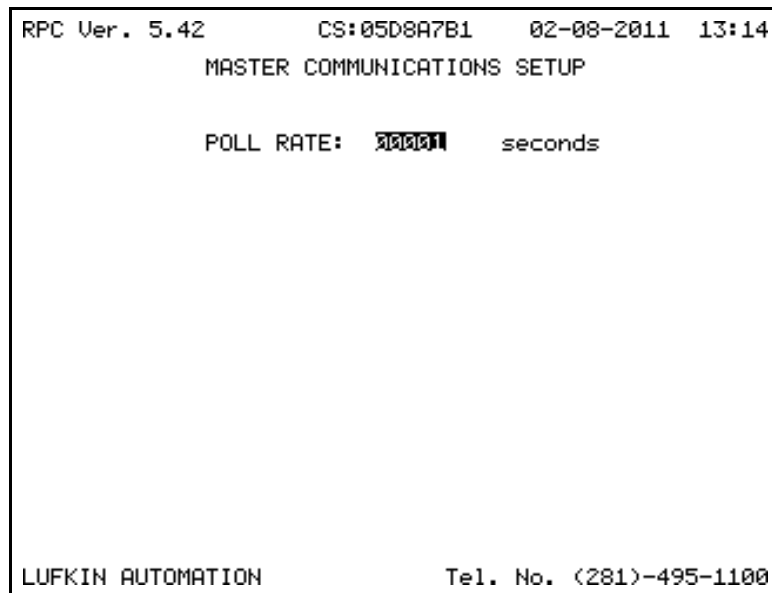 RPC Ver. 5.42 CS:05D8A7B1 02-08-2011 13:14
MASTER COMMUNICATIONS SETUP
POLL RATE: 00001 seconds
LUFKIN AUTOMATION Tel. No. (281)-495-1100